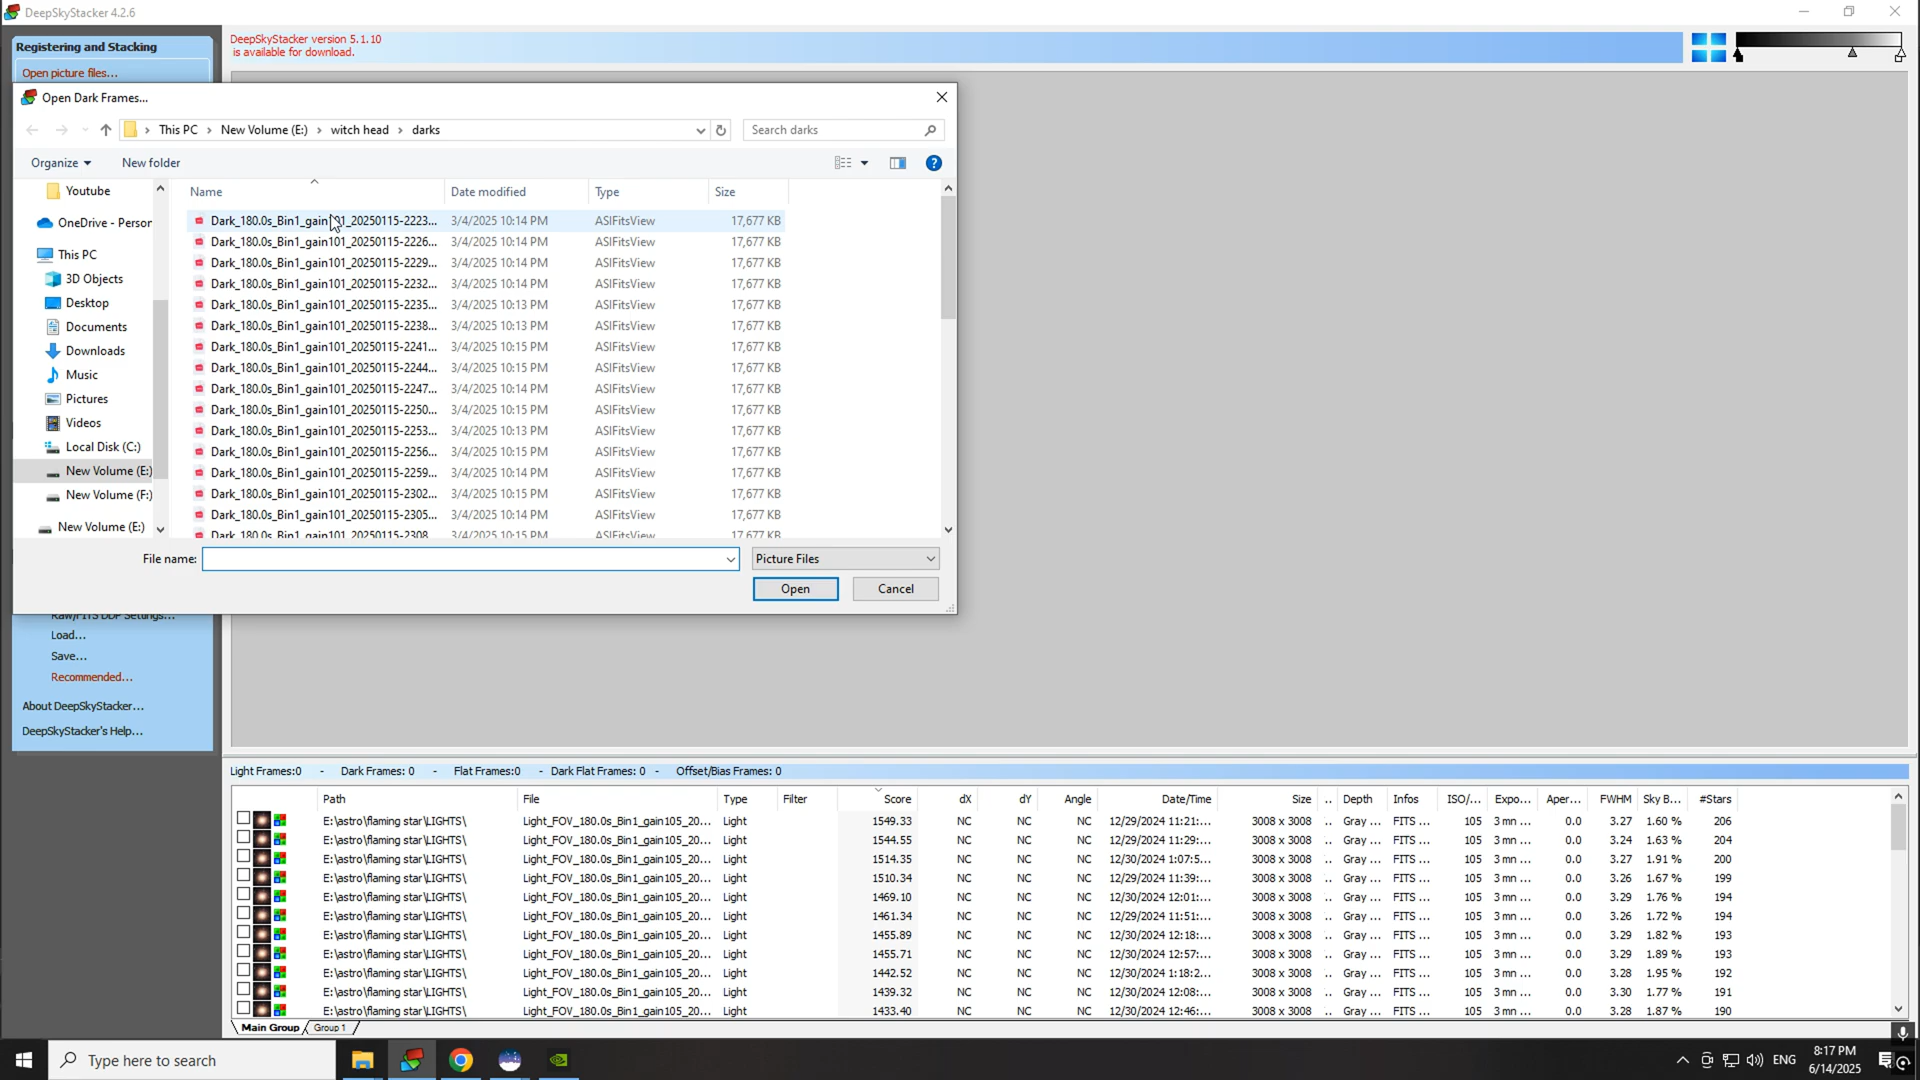 DeepSkyStacker 4.2.6
Registering and Stacking
Open picture files...
DeepSkyStacker version 5.1.10
is available for download.
Open Dark Frames...
This PC > New Volume (E:) > witch head > darks
Search darks
Organize
New folder
Youtube
OneDrive - Person
This PC
3D Objects
Desktop
Documents
Downloads
Music
Pictures
Videos
Local Disk (C:)
New Volume (E:)
New Volume (F:)
New Volume (E:)
Name Date modified Type Size
Dark_180.0s_Bin1_gain101_20250115-2223... 3/4/2025 10:14 PM ASIFitsView 17,677 KB
Dark_180.0s_Bin1_gain101_20250115-2226... 3/4/2025 10:14 PM ASIFitsView 17,677 KB
Dark_180.0s_Bin1_gain101_20250115-2229... 3/4/2025 10:14 PM ASIFitsView 17,677 KB
Dark_180.0s_Bin1_gain101_20250115-2232... 3/4/2025 10:14 PM ASIFitsView 17,677 KB
Dark_180.0s_Bin1_gain101_20250115-2235... 3/4/2025 10:13 PM ASIFitsView 17,677 KB
Dark_180.0s_Bin1_gain101_20250115-2238... 3/4/2025 10:13 PM ASIFitsView 17,677 KB
Dark_180.0s_Bin1_gain101_20250115-2241... 3/4/2025 10:15 PM ASIFitsView 17,677 KB
Dark_180.0s_Bin1_gain101_20250115-2244... 3/4/2025 10:15 PM ASIFitsView 17,677 KB
Dark_180.0s_Bin1_gain101_20250115-2247... 3/4/2025 10:14 PM ASIFitsView 17,677 KB
Dark_180.0s_Bin1_gain101_20250115-2250... 3/4/2025 10:15 PM ASIFitsView 17,677 KB
Dark_180.0s_Bin1_gain101_20250115-2253... 3/4/2025 10:13 PM ASIFitsView 17,677 KB
Dark_180.0s_Bin1_gain101_20250115-2256... 3/4/2025 10:15 PM ASIFitsView 17,677 KB
Dark_180.0s_Bin1_gain101_20250115-2259... 3/4/2025 10:14 PM ASIFitsView 17,677 KB
Dark_180.0s_Bin1_gain101_20250115-2302... 3/4/2025 10:15 PM ASIFitsView 17,677 KB
Dark_180.0s_Bin1_gain101_20250115-2305... 3/4/2025 10:14 PM ASIFitsView 17,677 KB
Dark_180.0s_Bin1_gain101_20250115-2308... 3/4/2025 10:15 PM ASIFitsView 17,677 KB
File name:
Picture Files
Open
Cancel
Raw/FITS DDP Settings...
Load...
Save...
Recommended...
About DeepSkyStacker...
DeepSkyStacker's Help...
Light Frames:0 - Dark Frames: 0 - Flat Frames:0 - Dark Flat Frames: 0 - Offset/Bias Frames: 0
Path File Type Filter Score dX dY Angle Date/Time Size .. Depth Infos ISO/... Expo... Aper... FWHM Sky B... #Stars
E:\astro\flaming star\LIGHTS\ Light_FOV_180.0s_Bin1_gain105_20... Light 1549.33 NC NC NC 12/29/2024 11:21:... 3008 x 3008 .. Gray ... FITS ... 105 3 mn ... 0.0 3.27 1.60 % 206
E:\astro\flaming star\LIGHTS\ Light_FOV_180.0s_Bin1_gain105_20... Light 1544.55 NC NC NC 12/29/2024 11:29:... 3008 x 3008 .. Gray ... FITS ... 105 3 mn ... 0.0 3.24 1.63 % 204
E:\astro\flaming star\LIGHTS\ Light_FOV_180.0s_Bin1_gain105_20... Light 1514.35 NC NC NC 12/30/2024 1:07:5... 3008 x 3008 .. Gray ... FITS ... 105 3 mn ... 0.0 3.27 1.91 % 200
E:\astro\flaming star\LIGHTS\ Light_FOV_180.0s_Bin1_gain105_20... Light 1510.34 NC NC NC 12/29/2024 11:39:... 3008 x 3008 .. Gray ... FITS ... 105 3 mn ... 0.0 3.26 1.67 % 199
E:\astro\flaming star\LIGHTS\ Light_FOV_180.0s_Bin1_gain105_20... Light 1469.10 NC NC NC 12/30/2024 12:01:... 3008 x 3008 .. Gray ... FITS ... 105 3 mn ... 0.0 3.29 1.76 % 194
E:\astro\flaming star\LIGHTS\ Light_FOV_180.0s_Bin1_gain105_20... Light 1461.34 NC NC NC 12/29/2024 11:51:... 3008 x 3008 .. Gray ... FITS ... 105 3 mn ... 0.0 3.26 1.72 % 194
E:\astro\flaming star\LIGHTS\ Light_FOV_180.0s_Bin1_gain105_20... Light 1455.89 NC NC NC 12/30/2024 12:18:... 3008 x 3008 .. Gray ... FITS ... 105 3 mn ... 0.0 3.29 1.82 % 193
E:\astro\flaming star\LIGHTS\ Light_FOV_180.0s_Bin1_gain105_20... Light 1455.71 NC NC NC 12/30/2024 12:57:... 3008 x 3008 .. Gray ... FITS ... 105 3 mn ... 0.0 3.29 1.89 % 193
E:\astro\flaming star\LIGHTS\ Light_FOV_180.0s_Bin1_gain105_20... Light 1442.52 NC NC NC 12/30/2024 1:18:2... 3008 x 3008 .. Gray ... FITS ... 105 3 mn ... 0.0 3.28 1.95 % 192
E:\astro\flaming star\LIGHTS\ Light_FOV_180.0s_Bin1_gain105_20... Light 1439.32 NC NC NC 12/30/2024 12:08:... 3008 x 3008 .. Gray ... FITS ... 105 3 mn ... 0.0 3.30 1.77 % 191
E:\astro\flaming star\LIGHTS\ Light_FOV_180.0s_Bin1_gain105_20... Light 1433.40 NC NC NC 12/30/2024 12:46:... 3008 x 3008 .. Gray ... FITS ... 105 3 mn ... 0.0 3.28 1.87 % 190
Main Group Group 1
Type here to search
ENG
8:17 PM
6/14/2025